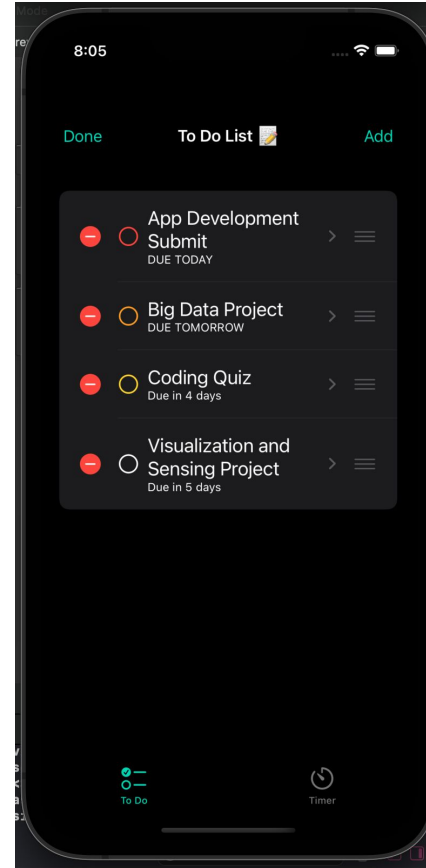 Mode
8:05
Done
To Do List 📝
Add
App Development
Submit
DUE TODAY
Big Data Project
DUE TOMORROW
Coding Quiz
Due in 4 days
Visualization and
Sensing Project
Due in 5 days
To Do
Timer